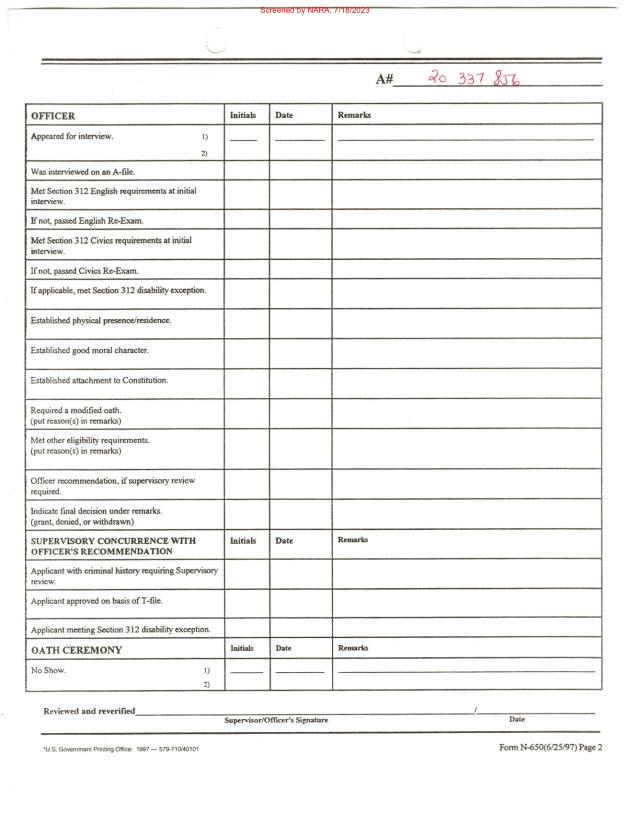 Screened by NARA, 7/18/2023
A# 20 337 856
OFFICER Initials Date Remarks
Appeared for interview. 1)
2)
Was interviewed on an A-file.
Met Section 312 English requirements at initial
interview.
If not, passed English Re-Exam.
Met Section 312 Civics requirements at initial
interview.
If not, passed Civics Re-Exam.
If applicable, met Section 312 disability exception.
Established physical presence/residence.
Established good moral character.
Established attachment to Constitution.
Required a modified oath.
(put reason(s) in remarks)
Met other eligibility requirements.
(put reason(s) in remarks)
Officer recommendation, if supervisory review
required.
Indicate final decision under remarks.
(grant, denied, or withdrawn)
SUPERVISORY CONCURRENCE WITH Initials Date Remarks
OFFICER'S RECOMMENDATION
Applicant with criminal history requiring Supervisory
review.
Applicant approved on basis of T-file.
Applicant meeting Section 312 disability exception.
OATH CEREMONY Initials Date Remarks
No Show. 1)
2)
Reviewed and reverified /
Supervisor/Officer's Signature Date
*U.S. Government Printing Office: 1997 — 579-710/40101 Form N-650(6/25/97) Page 2